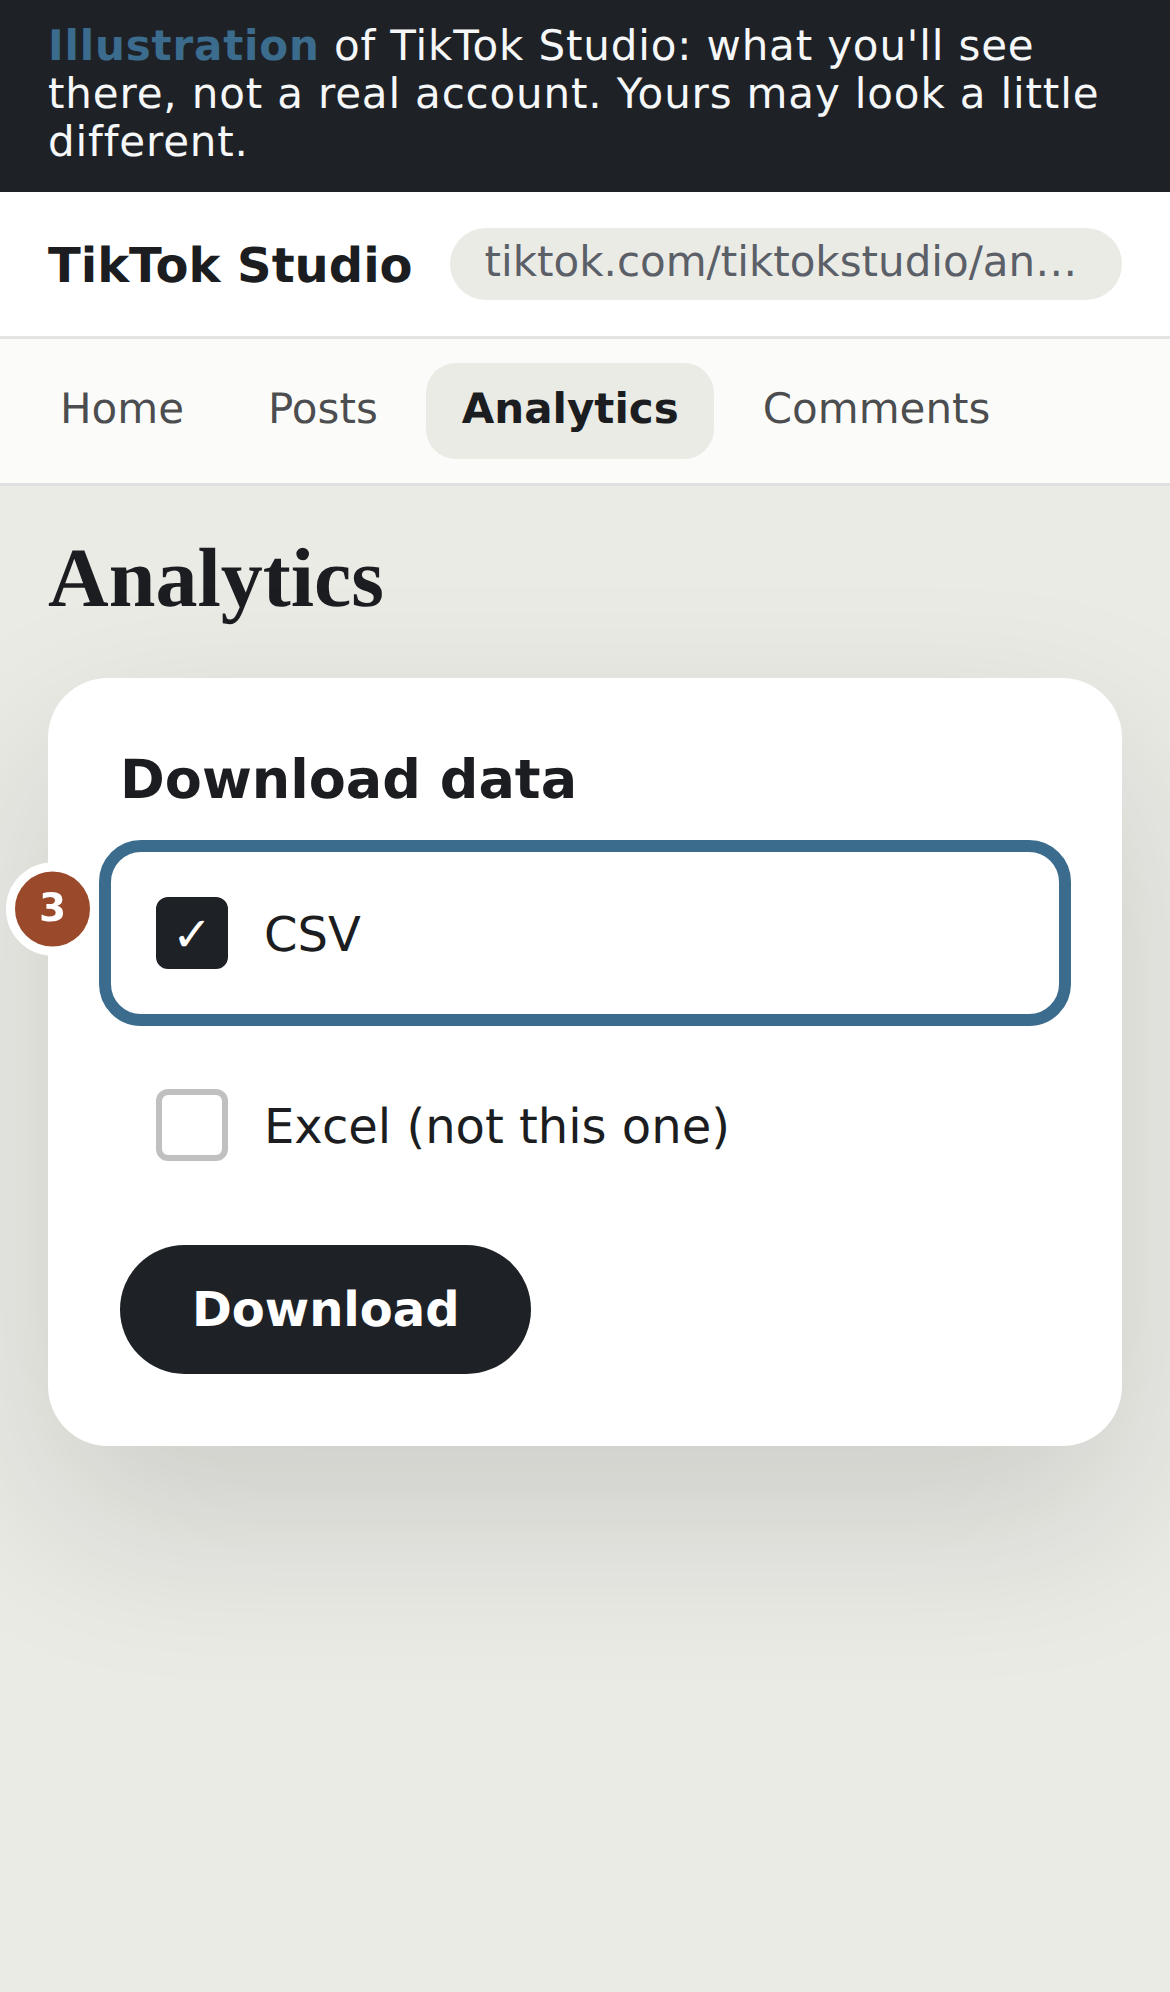 Illustration of TikTok Studio: what you'll see
there, not a real account. Yours may look a little
different.
TikTok Studio
tiktok.com/tiktokstudio/an…
Home Posts Analytics Comments
Analytics
Download data
3
✓ CSV
Excel (not this one)
Download